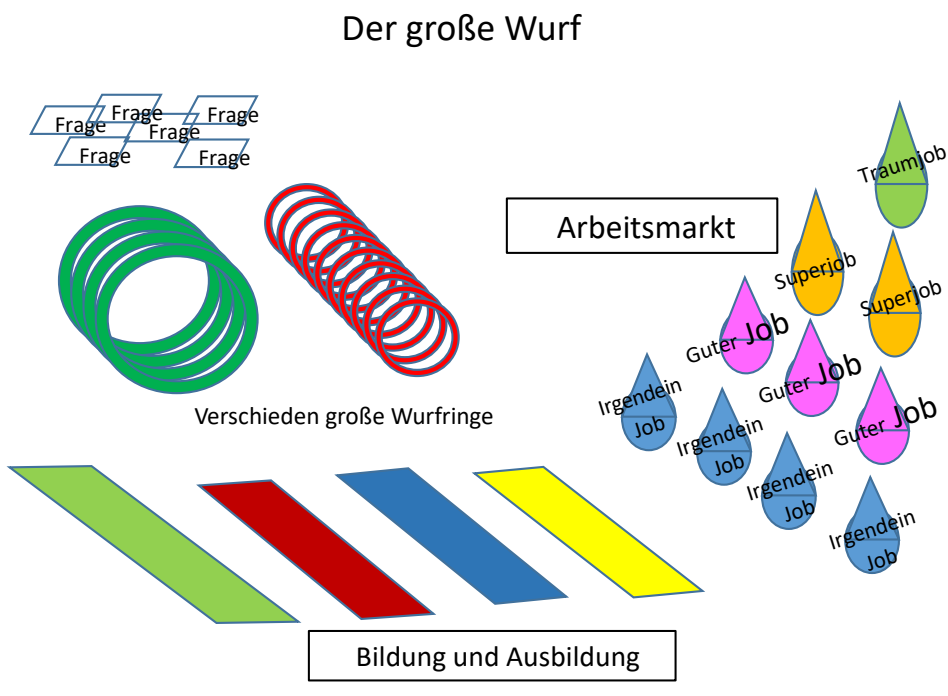 Der große Wurf
Frage
Frage
Frage
Frage
Frage
Frage
Traumjob
Arbeitsmarkt
Superjob
Superjob
Guter Job
Guter Job
Guter Job
Irgendein
Job
Irgendein
Job
Irgendein
Job
Irgendein
Job
Verschieden große Wurfringe
Bildung und Ausbildung